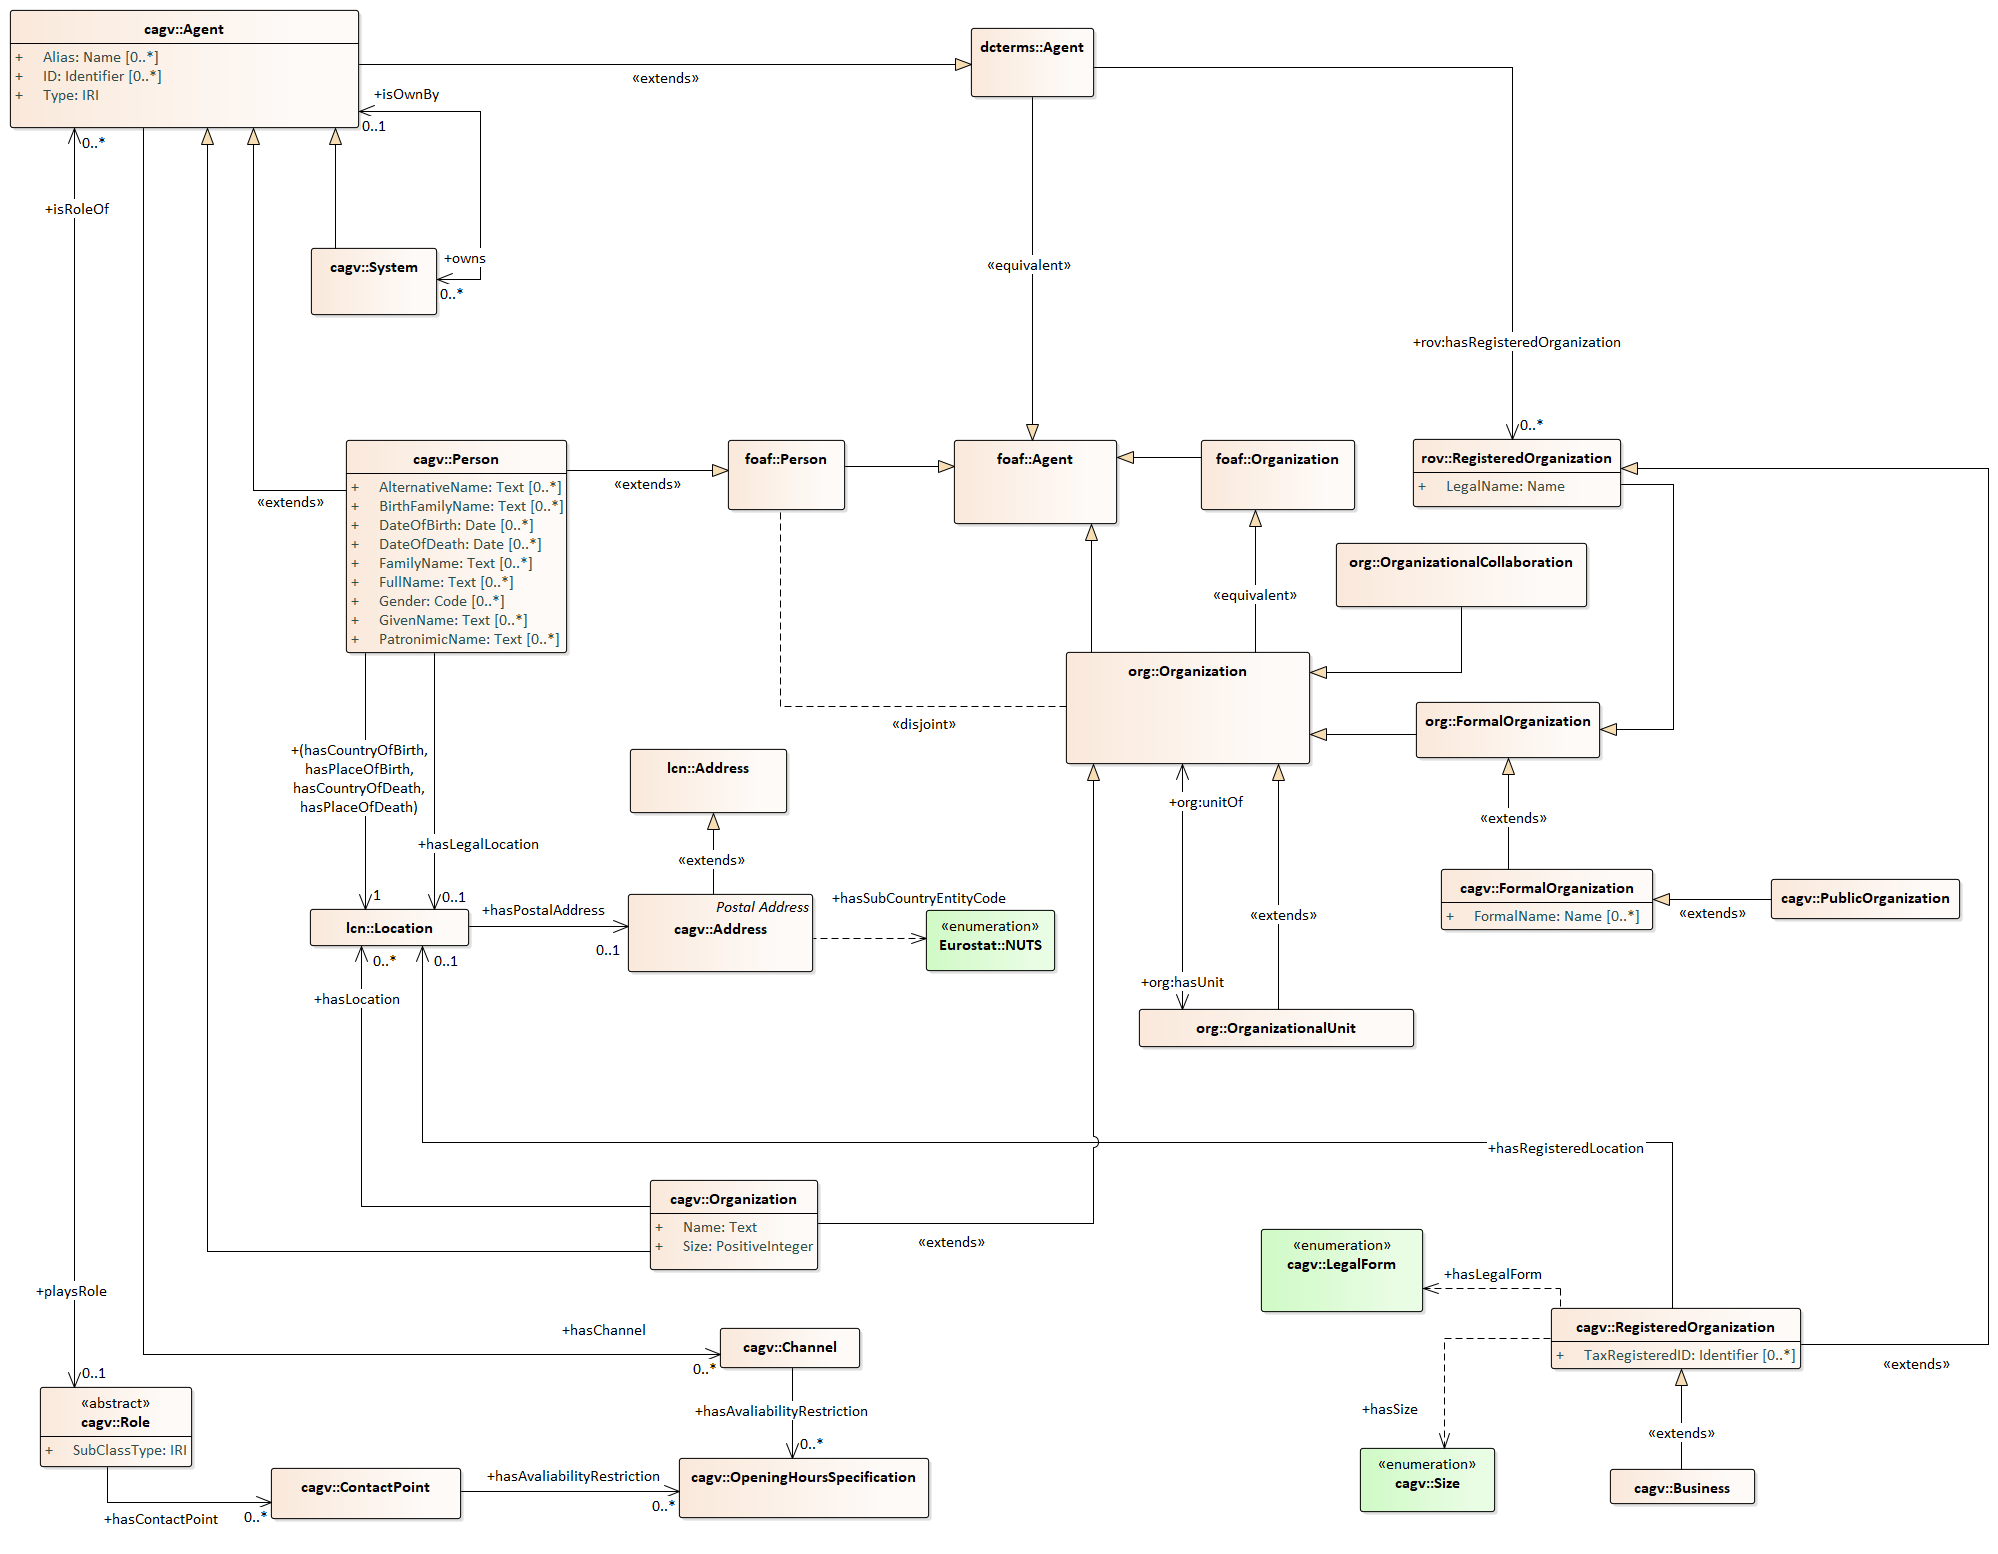 cagv::Agent
+ Alias: Name [0..*]
+ ID: Identifier [0..*]
+ Type: IRI
dcterms::Agent
«extends»
+isOwnBy
0..1
0..*
+isRoleOf
cagv::System
+owns
0..*
«equivalent»
+rov:hasRegisteredOrganization
0..*
cagv::Person
+ AlternativeName: Text [0..*]
+ BirthFamilyName: Text [0..*]
+ DateOfBirth: Date [0..*]
+ DateOfDeath: Date [0..*]
+ FamilyName: Text [0..*]
+ FullName: Text [0..*]
+ Gender: Code [0..*]
+ GivenName: Text [0..*]
+ PatronimicName: Text [0..*]
«extends»
«extends»
foaf::Person
foaf::Agent
foaf::Organization
rov::RegisteredOrganization
+ LegalName: Name
org::OrganizationalCollaboration
«equivalent»
org::Organization
«disjoint»
org::FormalOrganization
+(hasCountryOfBirth,
hasPlaceOfBirth,
hasCountryOfDeath,
hasPlaceOfDeath)
lcn::Address
+org:unitOf
«extends»
+hasLegalLocation
«extends»
1
0..1
lcn::Location
+hasPostalAddress
0..1
Postal Address
cagv::Address
+hasSubCountryEntityCode
«enumeration»
Eurostat::NUTS
«extends»
cagv::FormalOrganization
+ FormalName: Name [0..*]
«extends»
cagv::PublicOrganization
0..*
0..1
+hasLocation
+org:hasUnit
org::OrganizationalUnit
+hasRegisteredLocation
cagv::Organization
+ Name: Text
+ Size: PositiveInteger
«extends»
«enumeration»
cagv::LegalForm
+hasLegalForm
+playsRole
+hasChannel
0..*
cagv::Channel
cagv::RegisteredOrganization
+ TaxRegisteredID: Identifier [0..*]
«extends»
0..1
«abstract»
cagv::Role
+ SubClassType: IRI
+hasAvaliabilityRestriction
0..*
+hasSize
«extends»
cagv::ContactPoint
+hasAvaliabilityRestriction
0..*
cagv::OpeningHoursSpecification
«enumeration»
cagv::Size
cagv::Business
+hasContactPoint
0..*